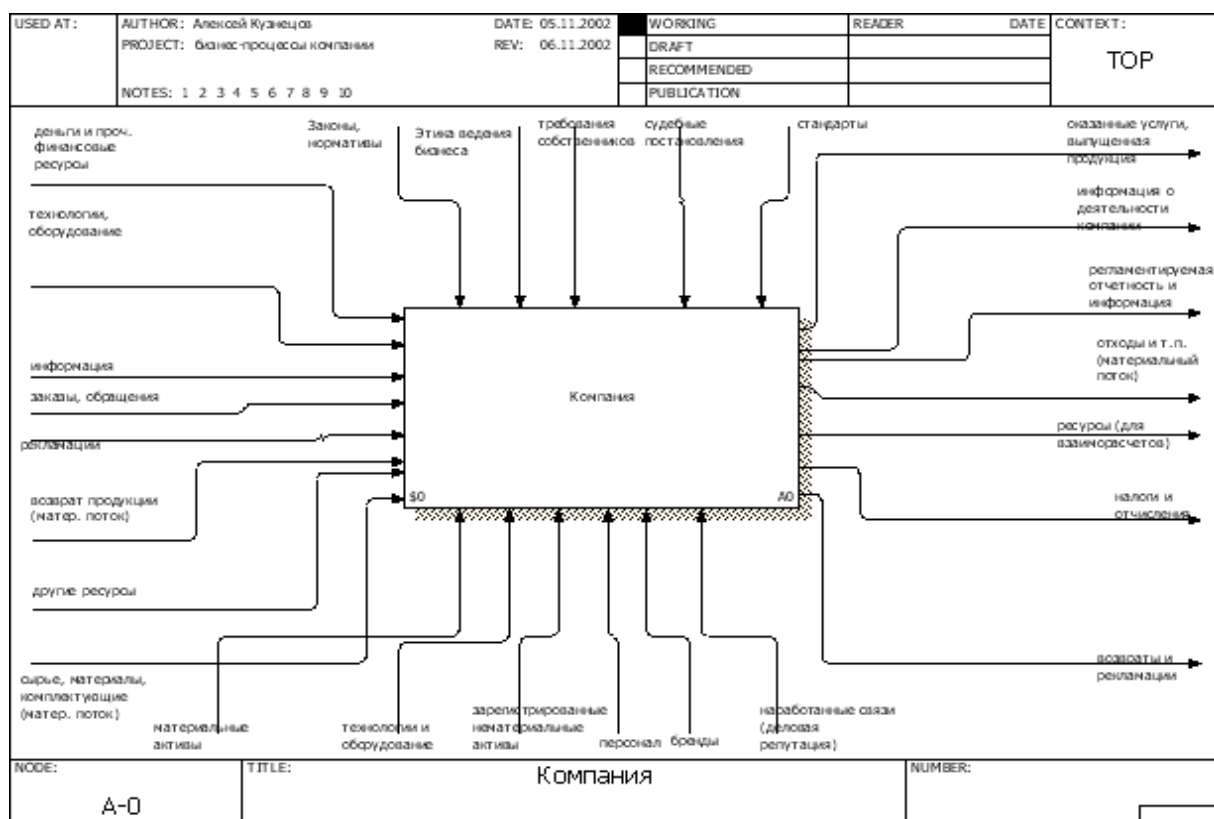 USED AT:
AUTHOR: Алексей Кузнецов
DATE: 05.11.2002
WORKING
READER
DATE
CONTEXT:
PROJECT: бизнес-процессы компании
REV: 06.11.2002
DRAFT
TOP
RECOMMENDED
NOTES: 1 2 3 4 5 6 7 8 9 10
PUBLICATION
деньги и проч.
финансовые
ресурсы
Законы,
нормативы
Этика ведения
бизнеса
требования
собственников
судебные
постановления
стандарты
оказанные услуги,
выпущенная
продукция
технологии,
оборудование
информация о
деятельности
компании
регламентируемая
отчетность и
информация
информация
отходы и т.п.
(материальный
поток)
заказы, обращения
Компания
рекламации
ресурсы (для
взаиморасчетов)
возврат продукции
(матер. поток)
$0
A0
налоги и
отчисления
другие ресурсы
сырье, материалы,
комплектующие
(матер. поток)
возвраты и
рекламации
материальные
активы
технологии и
оборудование
зарегистрированные
нематериальные
активы
персонал
бренды
наработанные связи
(деловая
репутация)
NODE:
TITLE:
Компания
NUMBER:
A-0